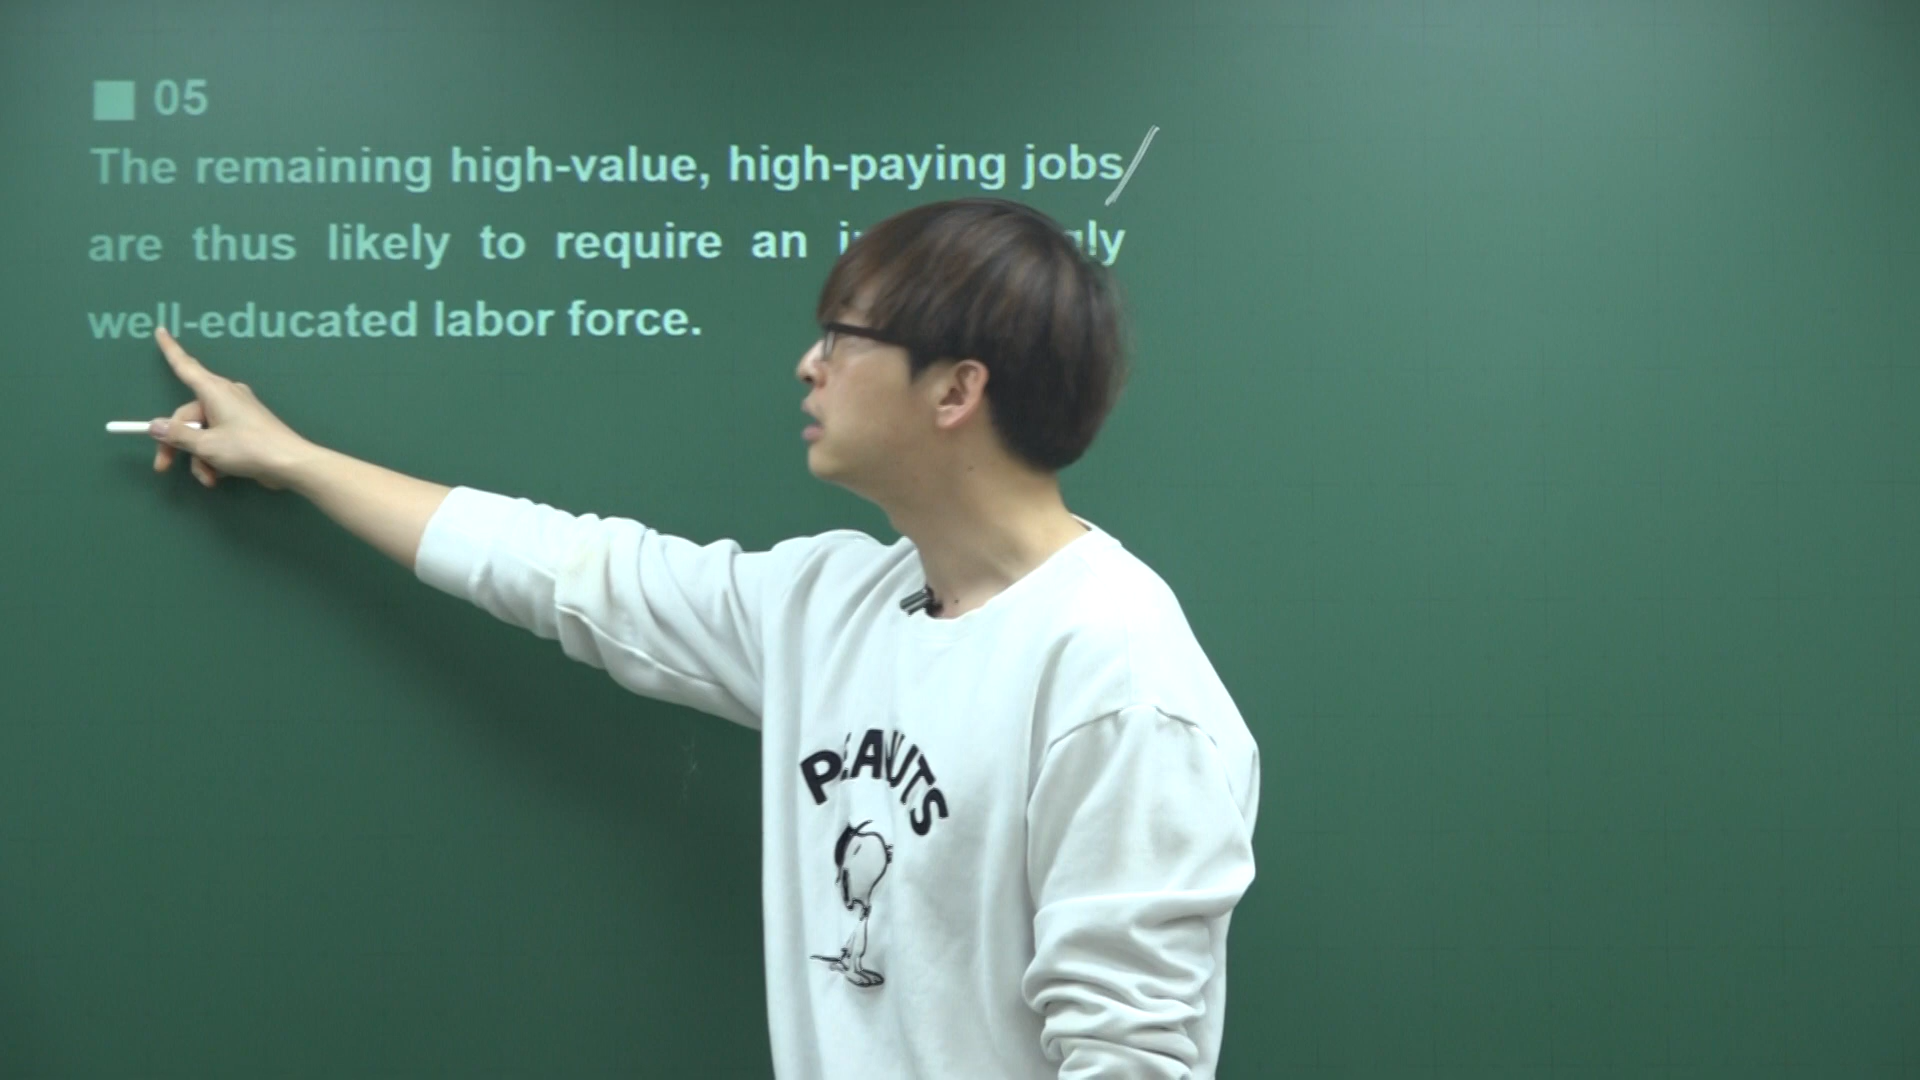 05
The remaining high-value, high-paying jobs/
are thus likely to require an
well-educated labor force.
PEANUTS